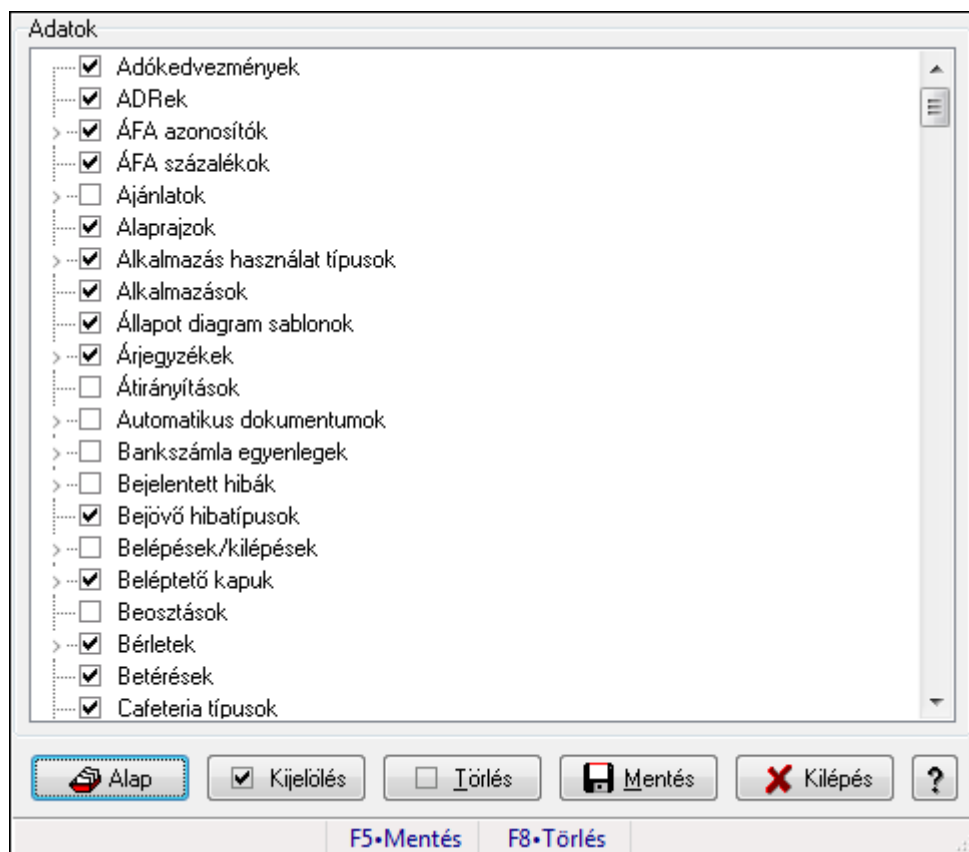 Adatok
Adókedvezmények
ADRek
ÁFA azonosítók
ÁFA százalékok
Ajánlatok
Alaprajzok
Alkalmazás használat típusok
Alkalmazások
Állapot diagram sablonok
Árjegyzékek
Átirányítások
Automatikus dokumentumok
Bankszámla egyenlegek
Bejelentett hibák
Bejövő hibatípusok
Belépések/kilépések
Beléptető kapuk
Beosztások
Bérletek
Betérések
Cafeteria típusok
Alap Kijelölés Törlés Mentés Kilépés ?
F5•Mentés F8•Törlés